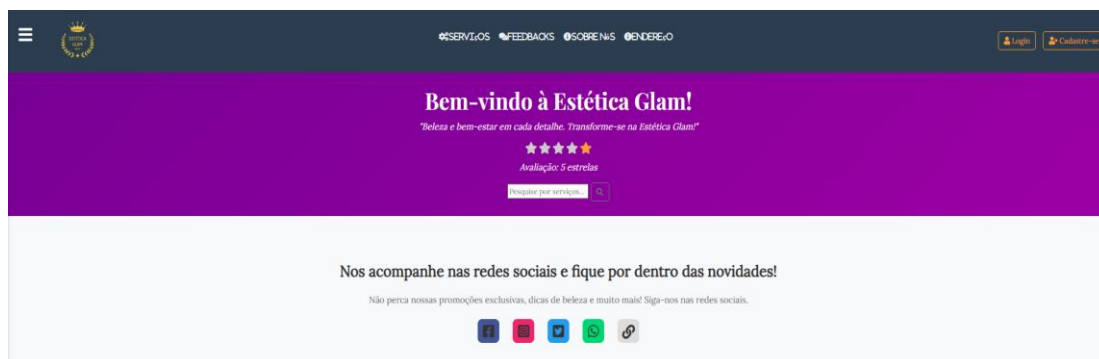 ESTÉTICA
GLAM
SERVIçOS FEEDBACKS SOBRE NóS ENDEREçO
Login Cadastre-se
Bem-vindo à Estética Glam!
"Beleza e bem-estar em cada detalhe. Transforme-se na Estética Glam!"
Avaliação: 5 estrelas
Pesquise por serviços...
Nos acompanhe nas redes sociais e fique por dentro das novidades!
Não perca nossas promoções exclusivas, dicas de beleza e muito mais! Siga-nos nas redes sociais.